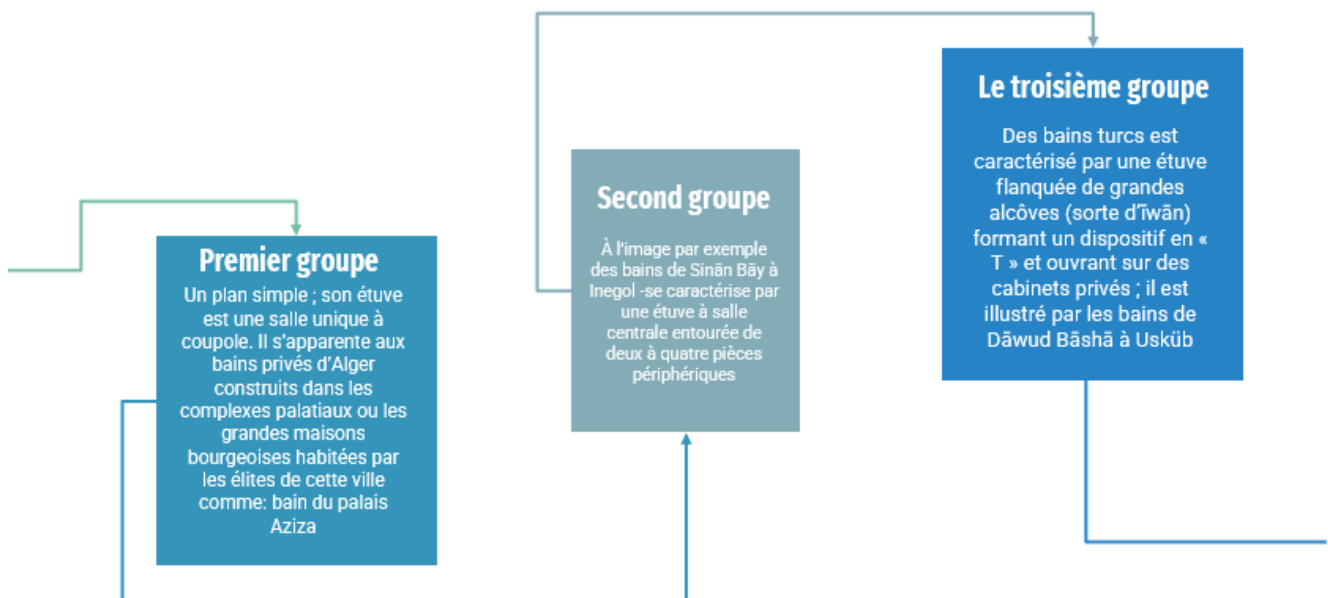 Premier groupe
Un plan simple ; son étuve
est une salle unique à
coupole. Il s'apparente aux
bains privés d'Alger
construits dans les
complexes palatiaux ou les
grandes maisons
bourgeoises habitées par
les élites de cette ville
comme: bain du palais
Aziza
Second groupe
À l'image par exemple
des bains de Sinān Bāy à
Inegol -se caractérise par
une étuve à salle
centrale entourée de
deux à quatre pièces
périphériques
Le troisième groupe
Des bains turcs est
caractérisé par une étuve
flanquée de grandes
alcôves (sorte d'īwān)
formant un dispositif en «
T » et ouvrant sur des
cabinets privés ; il est
illustré par les bains de
Dāwud Bāshā à Usküb